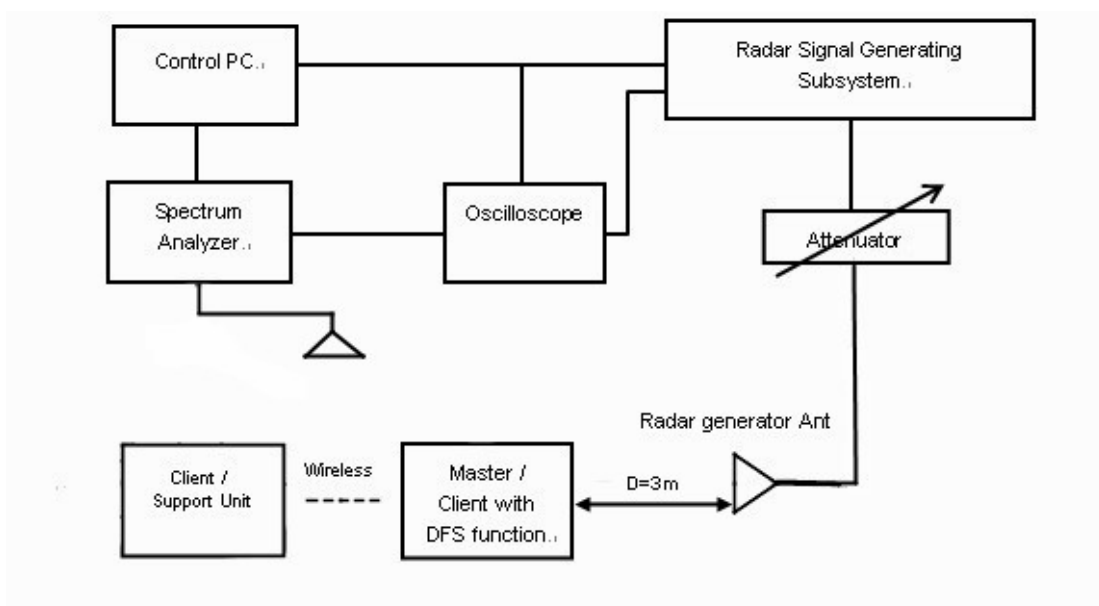 Control PC.
Radar Signal Generating
Subsystem.
Spectrum
Analyzer.
Oscilloscope
Attenuator
Radar generator Ant
Client /
Support Unit
Wireless
Master /
Client with
DFS function.
D=3m